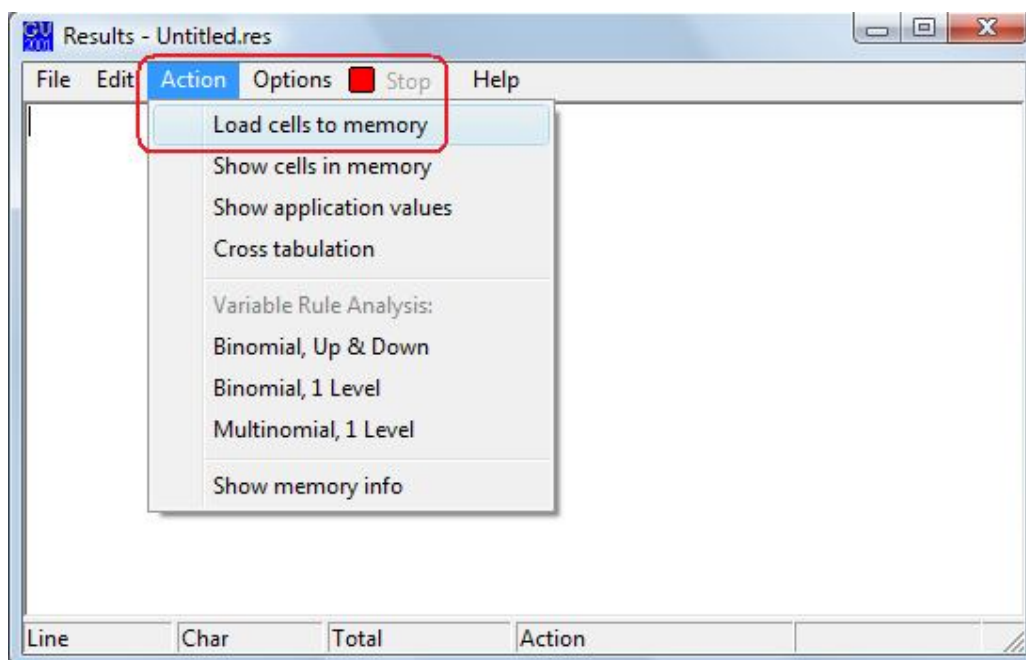 GU 2001 Results - Untitled.res
File Edit Action Options Stop Help
Load cells to memory
Show cells in memory
Show application values
Cross tabulation
Variable Rule Analysis:
Binomial, Up & Down
Binomial, 1 Level
Multinomial, 1 Level
Show memory info
Line Char Total Action